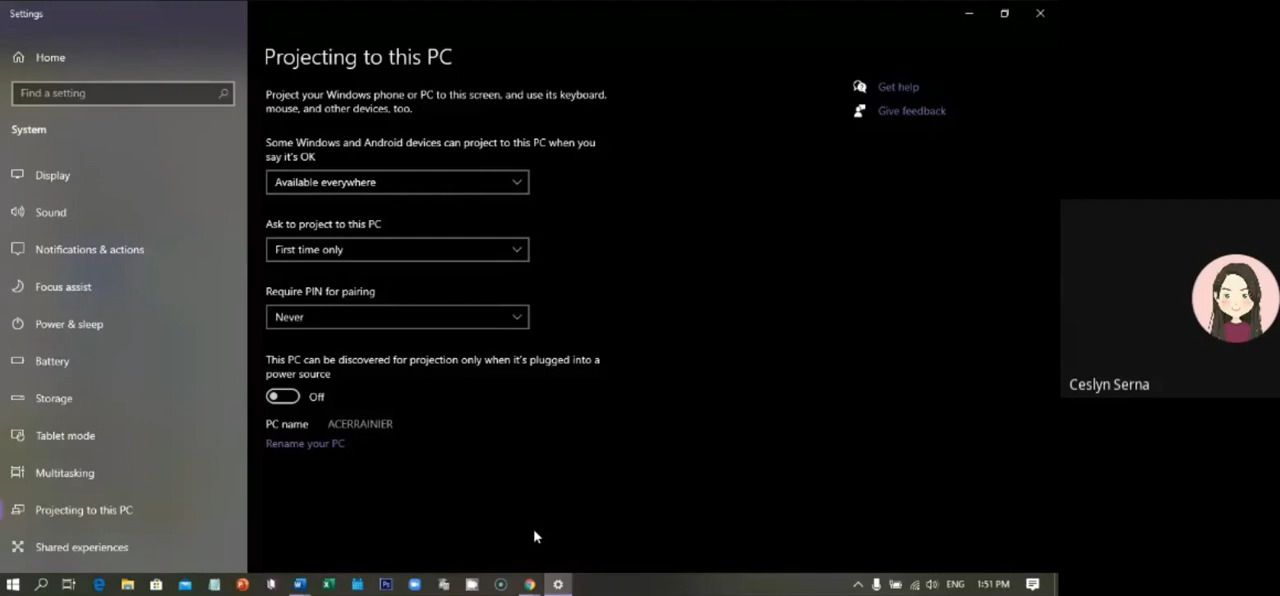 Settings
Home
Find a setting
System
Display
Sound
Notifications & actions
Focus assist
Power & sleep
Battery
Storage
Tablet mode
Multitasking
Projecting to this PC
Shared experiences
Projecting to this PC
Project your Windows phone or PC to this screen, and use its keyboard,
mouse, and other devices, too.
Some Windows and Android devices can project to this PC when you
say it's OK
Available everywhere
Ask to project to this PC
First time only
Require PIN for pairing
Never
This PC can be discovered for projection only when it's plugged into a
power source
Off
PC name ACERRAINIER
Rename your PC
Get help
Give feedback
Ceslyn Serna
ENG 1:51 PM